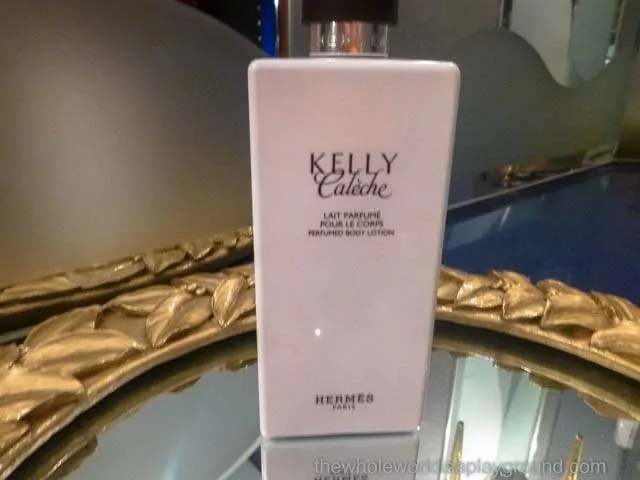 KELLY
Calèche
LAIT PARFUMÉ
POUR LE CORPS
PERFUMED BODY LOTION
HERMÈS
PARIS
thewholeworldisaplayground.com